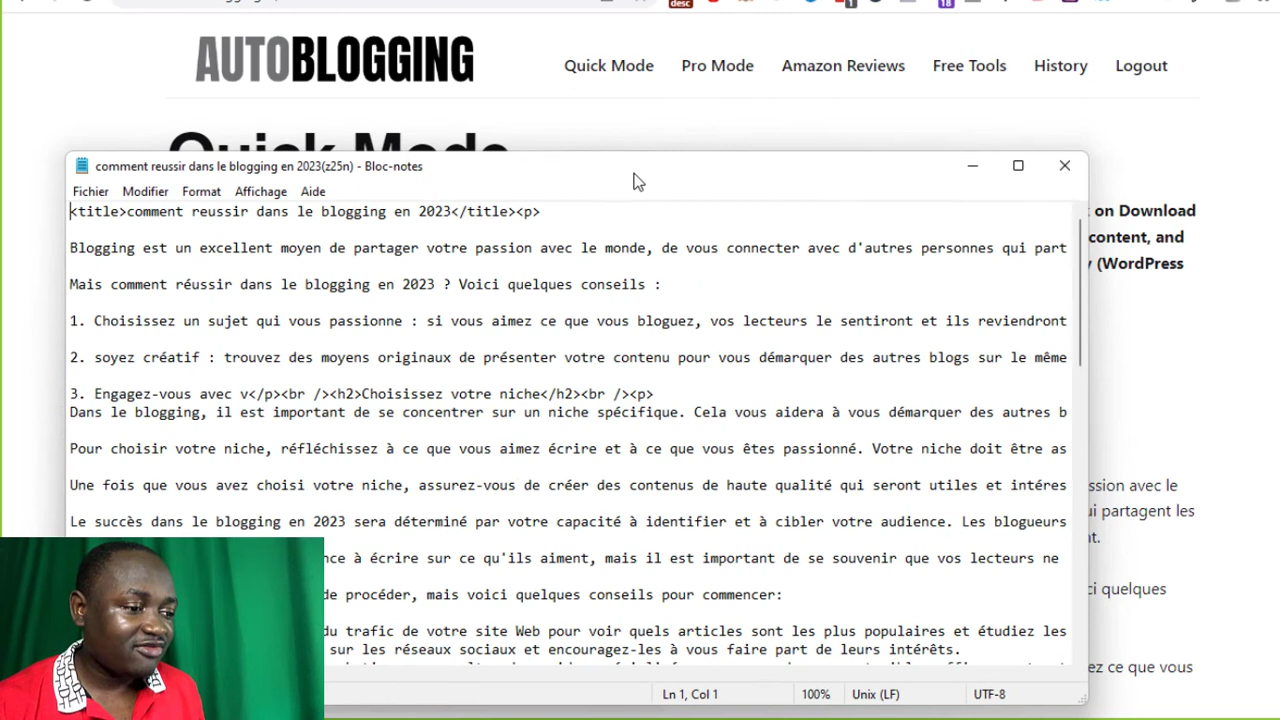 desc
1
18
AUTOBLOGGING
Quick Mode
Pro Mode
Amazon Reviews
Free Tools
History
Logout
Quick Mode
comment reussir dans le blogging en 2023(z25n) - Bloc-notes
Fichier
Modifier
Format
Affichage
Aide
<title>comment reussir dans le blogging en 2023</title><p>
Blogging est un excellent moyen de partager votre passion avec le monde, de vous connecter avec d'autres personnes qui part
Mais comment réussir dans le blogging en 2023 ? Voici quelques conseils :
1. Choisissez un sujet qui vous passionne : si vous aimez ce que vous bloguez, vos lecteurs le sentiront et ils reviendront
2. soyez créatif : trouvez des moyens originaux de présenter votre contenu pour vous démarquer des autres blogs sur le même
3. Engagez-vous avec v</p><br /><h2>Choisissez votre niche</h2><br /><p>
Dans le blogging, il est important de se concentrer sur un niche spécifique. Cela vous aidera à vous démarquer des autres b
Pour choisir votre niche, réfléchissez à ce que vous aimez écrire et à ce que vous êtes passionné. Votre niche doit être as
Une fois que vous avez choisi votre niche, assurez-vous de créer des contenus de haute qualité qui seront utiles et intéres
Le succès dans le blogging en 2023 sera déterminé par votre capacité à identifier et à cibler votre audience. Les blogueurs
nce à écrire sur ce qu'ils aiment, mais il est important de se souvenir que vos lecteurs ne
de procéder, mais voici quelques conseils pour commencer:
du trafic de votre site Web pour voir quels articles sont les plus populaires et étudiez les
sur les réseaux sociaux et encouragez-les à vous faire part de leurs intérêts.
Ln 1, Col 1
100%
Unix (LF)
UTF-8
on Download
content, and
(WordPress
ssion avec le
ui partagent les
nt.
ci quelques
ez ce que vous